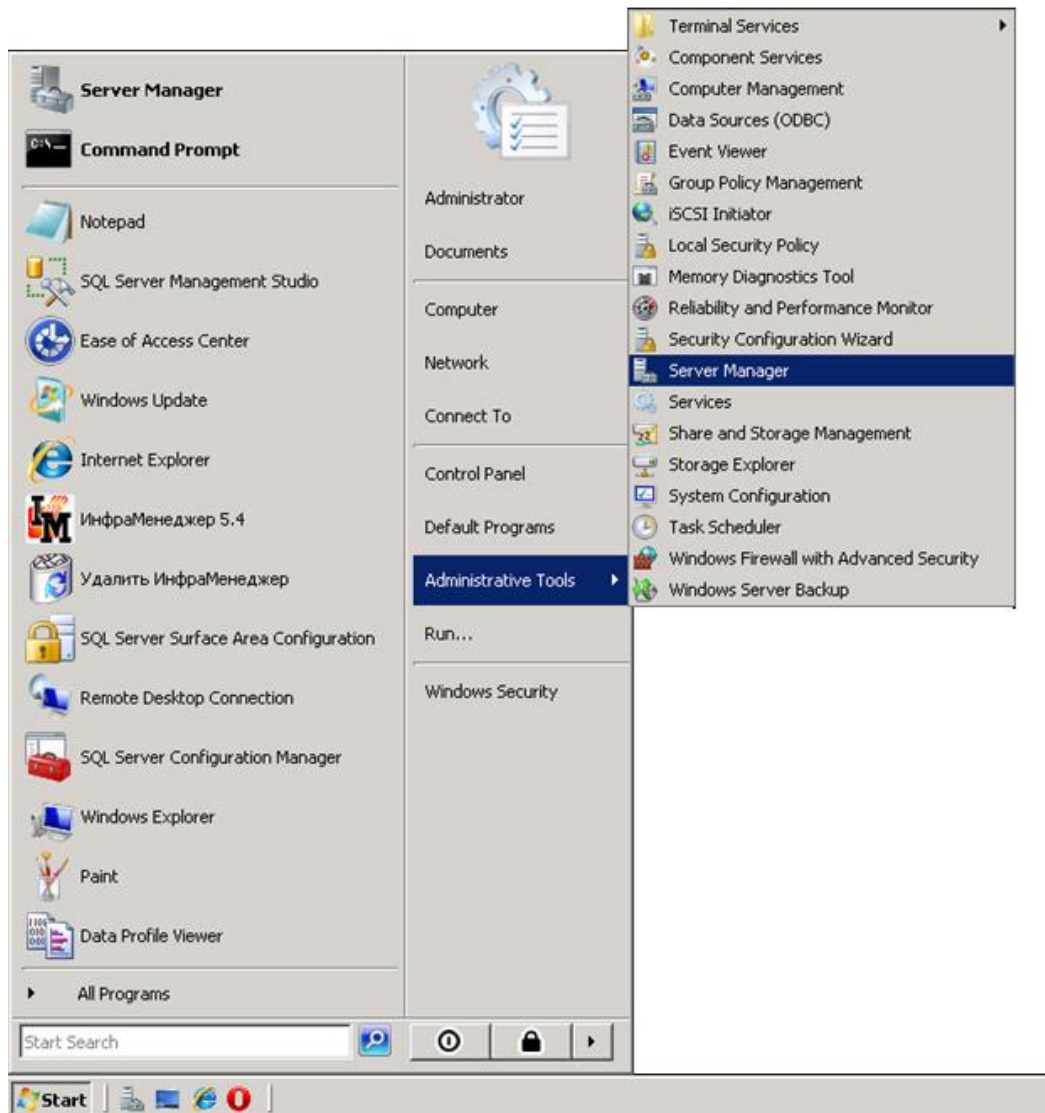 Server Manager
Command Prompt
Notepad
SQL Server Management Studio
Ease of Access Center
Windows Update
Internet Explorer
ИнфраМенеджер 5.4
Удалить ИнфраМенеджер
SQL Server Surface Area Configuration
Remote Desktop Connection
SQL Server Configuration Manager
Windows Explorer
Paint
Data Profile Viewer
All Programs
Start Search
Administrator
Documents
Computer
Network
Connect To
Control Panel
Default Programs
Administrative Tools
Run...
Windows Security
Terminal Services
Component Services
Computer Management
Data Sources (ODBC)
Event Viewer
Group Policy Management
iSCSI Initiator
Local Security Policy
Memory Diagnostics Tool
Reliability and Performance Monitor
Security Configuration Wizard
Server Manager
Services
Share and Storage Management
Storage Explorer
System Configuration
Task Scheduler
Windows Firewall with Advanced Security
Windows Server Backup
Start